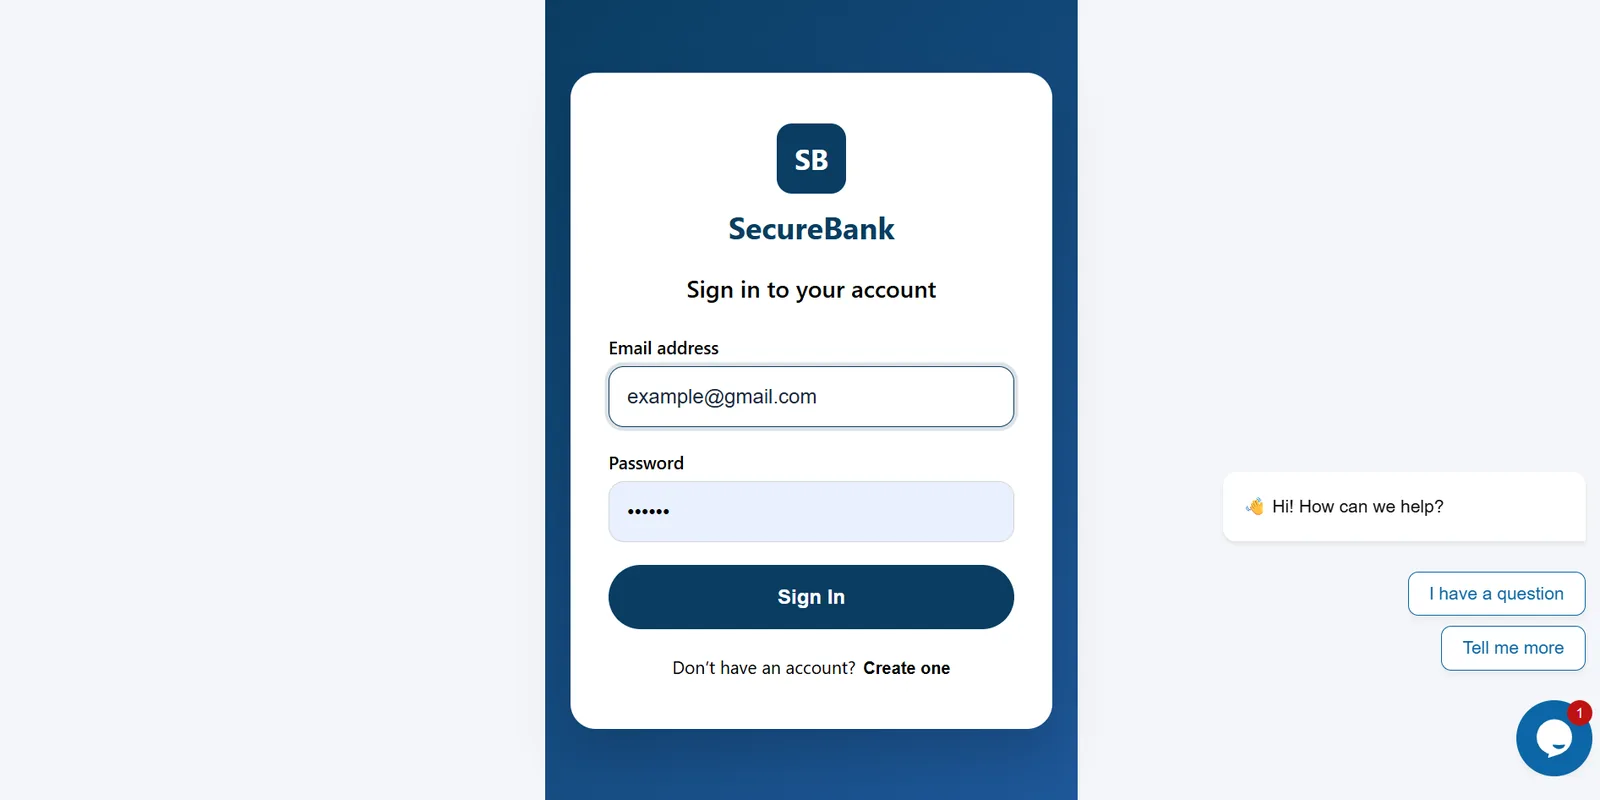 SB
SecureBank
Sign in to your account
Email address
example@gmail.com
Password
••••••
Sign In
Don’t have an account? Create one
👋 Hi! How can we help?
I have a question
Tell me more
1